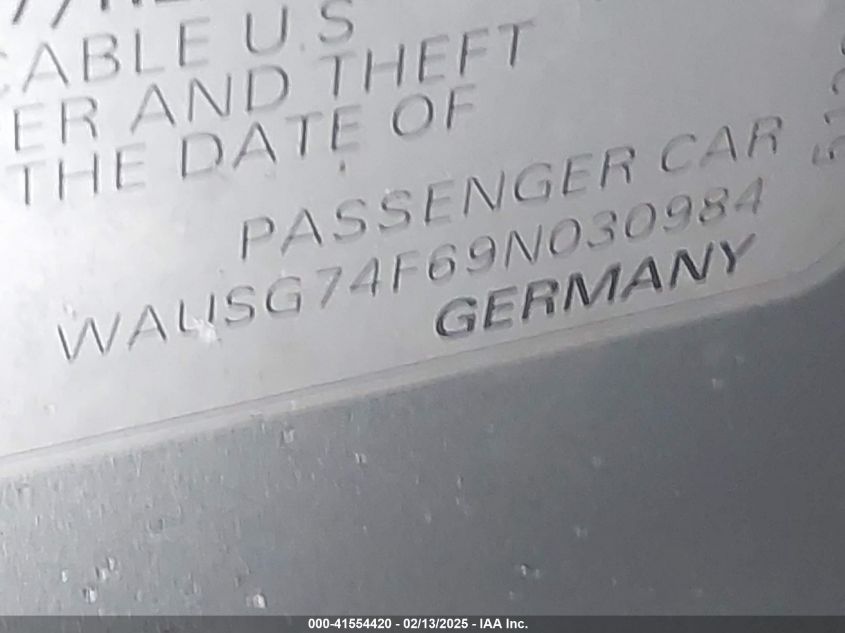 CABLE U.S
ER AND THEFT
THE DATE OF
PASSENGER CAR
WAUSG74F69N030984
GERMANY
000-41554420 - 02/13/2025 - IAA Inc.